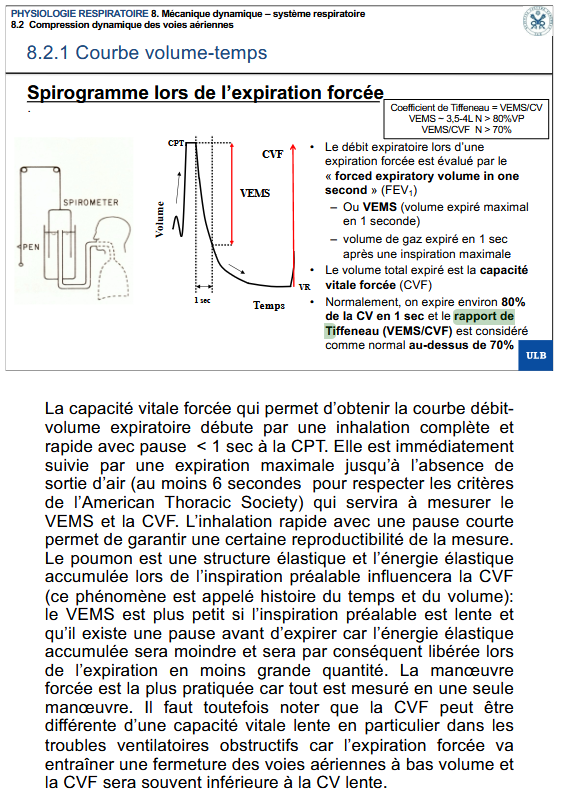 PHYSIOLOGIE RESPIRATOIRE 8. Mécanique dynamique – système respiratoire
8.2 Compression dynamique des voies aériennes
8.2.1 Courbe volume-temps
Spirogramme lors de l'expiration forcée
.
Coefficient de Tiffeneau = VEMS/CV
VEMS ~ 3,5-4L N > 80%VP
VEMS/CVF N > 70%
SPIROMETER
PEN
CPT
CVF
VEMS
Volume
VR
1 sec
Temps
• Le débit expiratoire lors d'une
expiration forcée est évalué par le
« forced expiratory volume in one
second » (FEV1)
– Ou VEMS (volume expiré maximal
en 1 seconde)
– volume de gaz expiré en 1 sec
après une inspiration maximale
• Le volume total expiré est la capacité
vitale forcée (CVF)
• Normalement, on expire environ 80%
de la CV en 1 sec et le rapport de
Tiffeneau (VEMS/CVF) est considéré
comme normal au-dessus de 70%
ULB
La capacité vitale forcée qui permet d'obtenir la courbe débit-
volume expiratoire débute par une inhalation complète et
rapide avec pause < 1 sec à la CPT. Elle est immédiatement
suivie par une expiration maximale jusqu'à l'absence de
sortie d'air (au moins 6 secondes pour respecter les critères
de l'American Thoracic Society) qui servira à mesurer le
VEMS et la CVF. L'inhalation rapide avec une pause courte
permet de garantir une certaine reproductibilité de la mesure.
Le poumon est une structure élastique et l'énergie élastique
accumulée lors de l'inspiration préalable influencera la CVF
(ce phénomène est appelé histoire du temps et du volume):
le VEMS est plus petit si l'inspiration préalable est lente et
qu'il existe une pause avant d'expirer car l'énergie élastique
accumulée sera moindre et sera par conséquent libérée lors
de l'expiration en moins grande quantité. La manœuvre
forcée est la plus pratiquée car tout est mesuré en une seule
manœuvre. Il faut toutefois noter que la CVF peut être
différente d'une capacité vitale lente en particulier dans les
troubles ventilatoires obstructifs car l'expiration forcée va
entraîner une fermeture des voies aériennes à bas volume et
la CVF sera souvent inférieure à la CV lente.